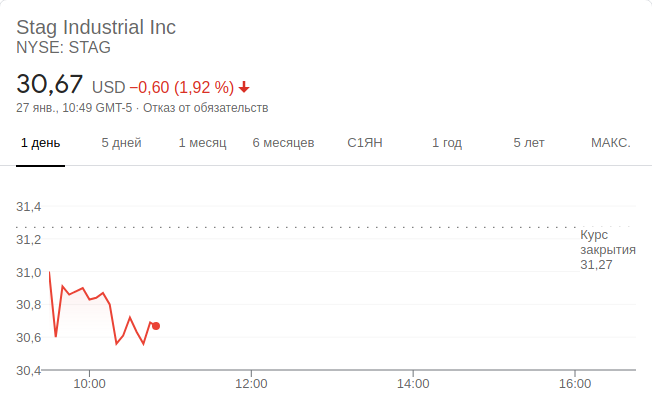 Stag Industrial Inc
NYSE: STAG
30,67 USD −0,60 (1,92 %)
27 янв., 10:49 GMT-5 · Отказ от обязательств
1 день 5 дней 1 месяц 6 месяцев С1ЯН 1 год 5 лет МАКС.
31,4
31,2
Курс
закрытия
31,27
31,0
30,8
30,6
30,4
10:00 12:00 14:00 16:00